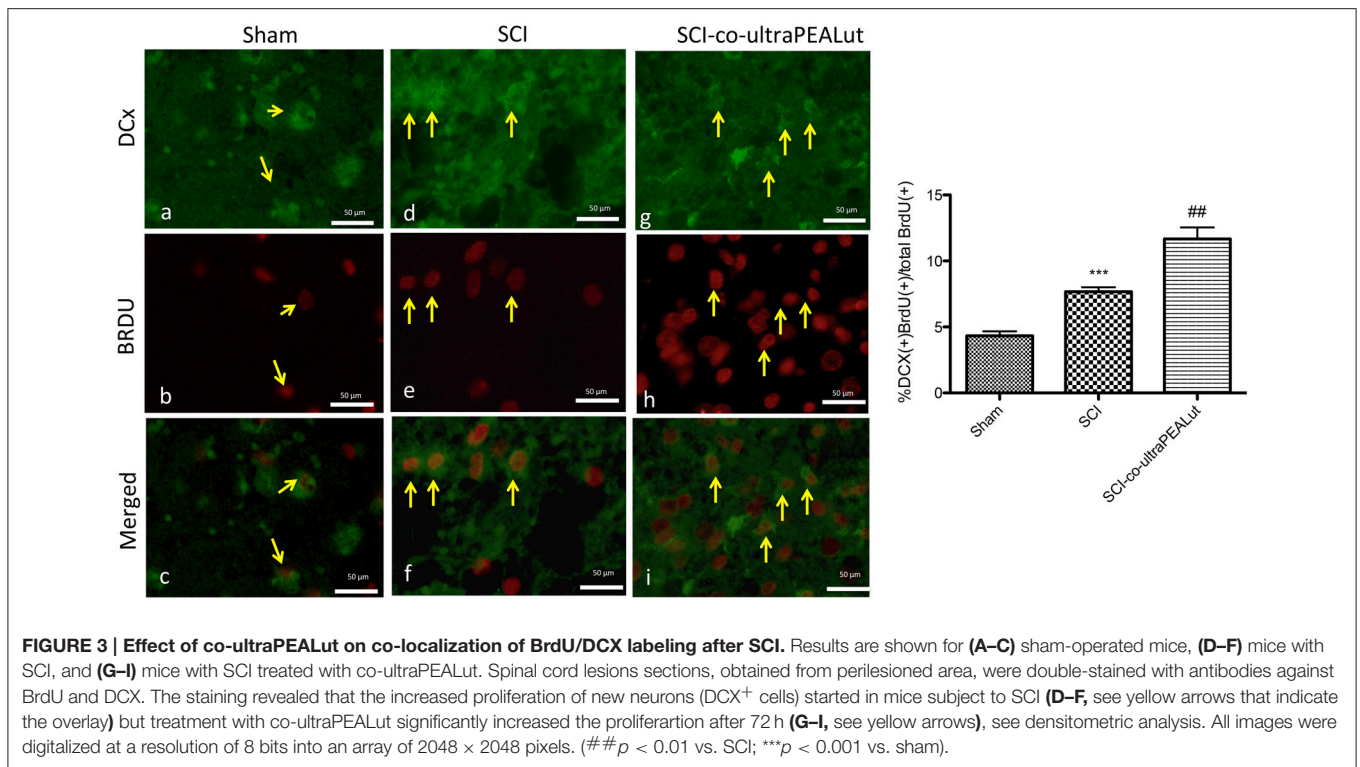 Sham SCI SCI-co-ultraPEALut
DCx
a
50 µm
d
50 µm
g
50 µm
BRDU
b
50 µm
e
50 µm
h
50 µm
Merged
c
50 µm
f
50 µm
i
50 µm
%DCX(+)BrdU(+)/total BrdU(+)
15
10
5
0
***
##
Sham
SCI
SCI-co-ultraPEALut
FIGURE 3 | Effect of co-ultraPEALut on co-localization of BrdU/DCX labeling after SCI. Results are shown for (A–C) sham-operated mice, (D–F) mice with
SCI, and (G–I) mice with SCI treated with co-ultraPEALut. Spinal cord lesions sections, obtained from perilesioned area, were double-stained with antibodies against
BrdU and DCX. The staining revealed that the increased proliferation of new neurons (DCX⁺ cells) started in mice subject to SCI (D–F, see yellow arrows that indicate
the overlay) but treatment with co-ultraPEALut significantly increased the proliferartion after 72 h (G–I, see yellow arrows), see densitometric analysis. All images were
digitalized at a resolution of 8 bits into an array of 2048 × 2048 pixels. (##p < 0.01 vs. SCI; ***p < 0.001 vs. sham).